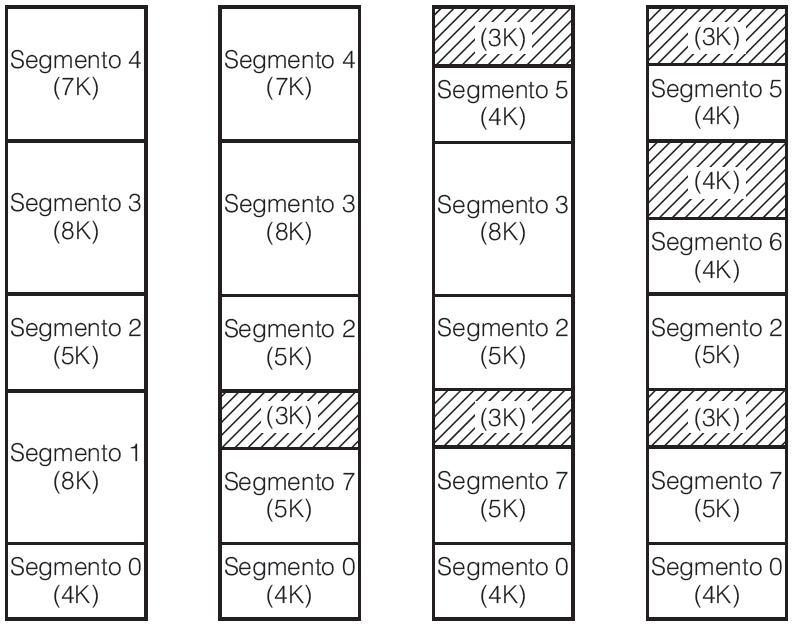 Segmento 4
(7K)
Segmento 3
(8K)
Segmento 2
(5K)
Segmento 1
(8K)
Segmento 0
(4K)
Segmento 4
(7K)
Segmento 3
(8K)
Segmento 2
(5K)
(3K)
Segmento 7
(5K)
Segmento 0
(4K)
(3K)
Segmento 5
(4K)
Segmento 3
(8K)
Segmento 2
(5K)
(3K)
Segmento 7
(5K)
Segmento 0
(4K)
(3K)
Segmento 5
(4K)
(4K)
Segmento 6
(4K)
Segmento 2
(5K)
(3K)
Segmento 7
(5K)
Segmento 0
(4K)